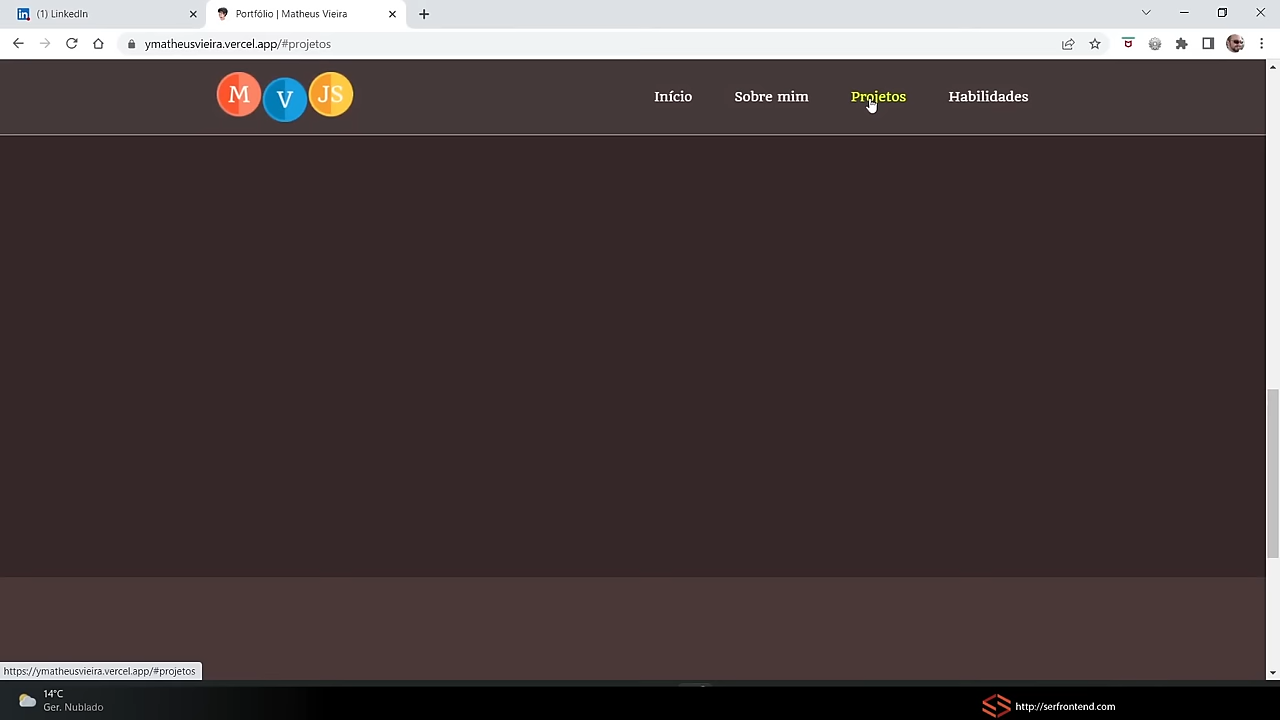 (1) LinkedIn
Portfólio | Matheus Vieira
ymatheusvieira.vercel.app/#projetos
M V JS
Início
Sobre mim
Projetos
Habilidades
https://ymatheusvieira.vercel.app/#projetos
14°C
Ger. Nublado
http://serfrontend.com